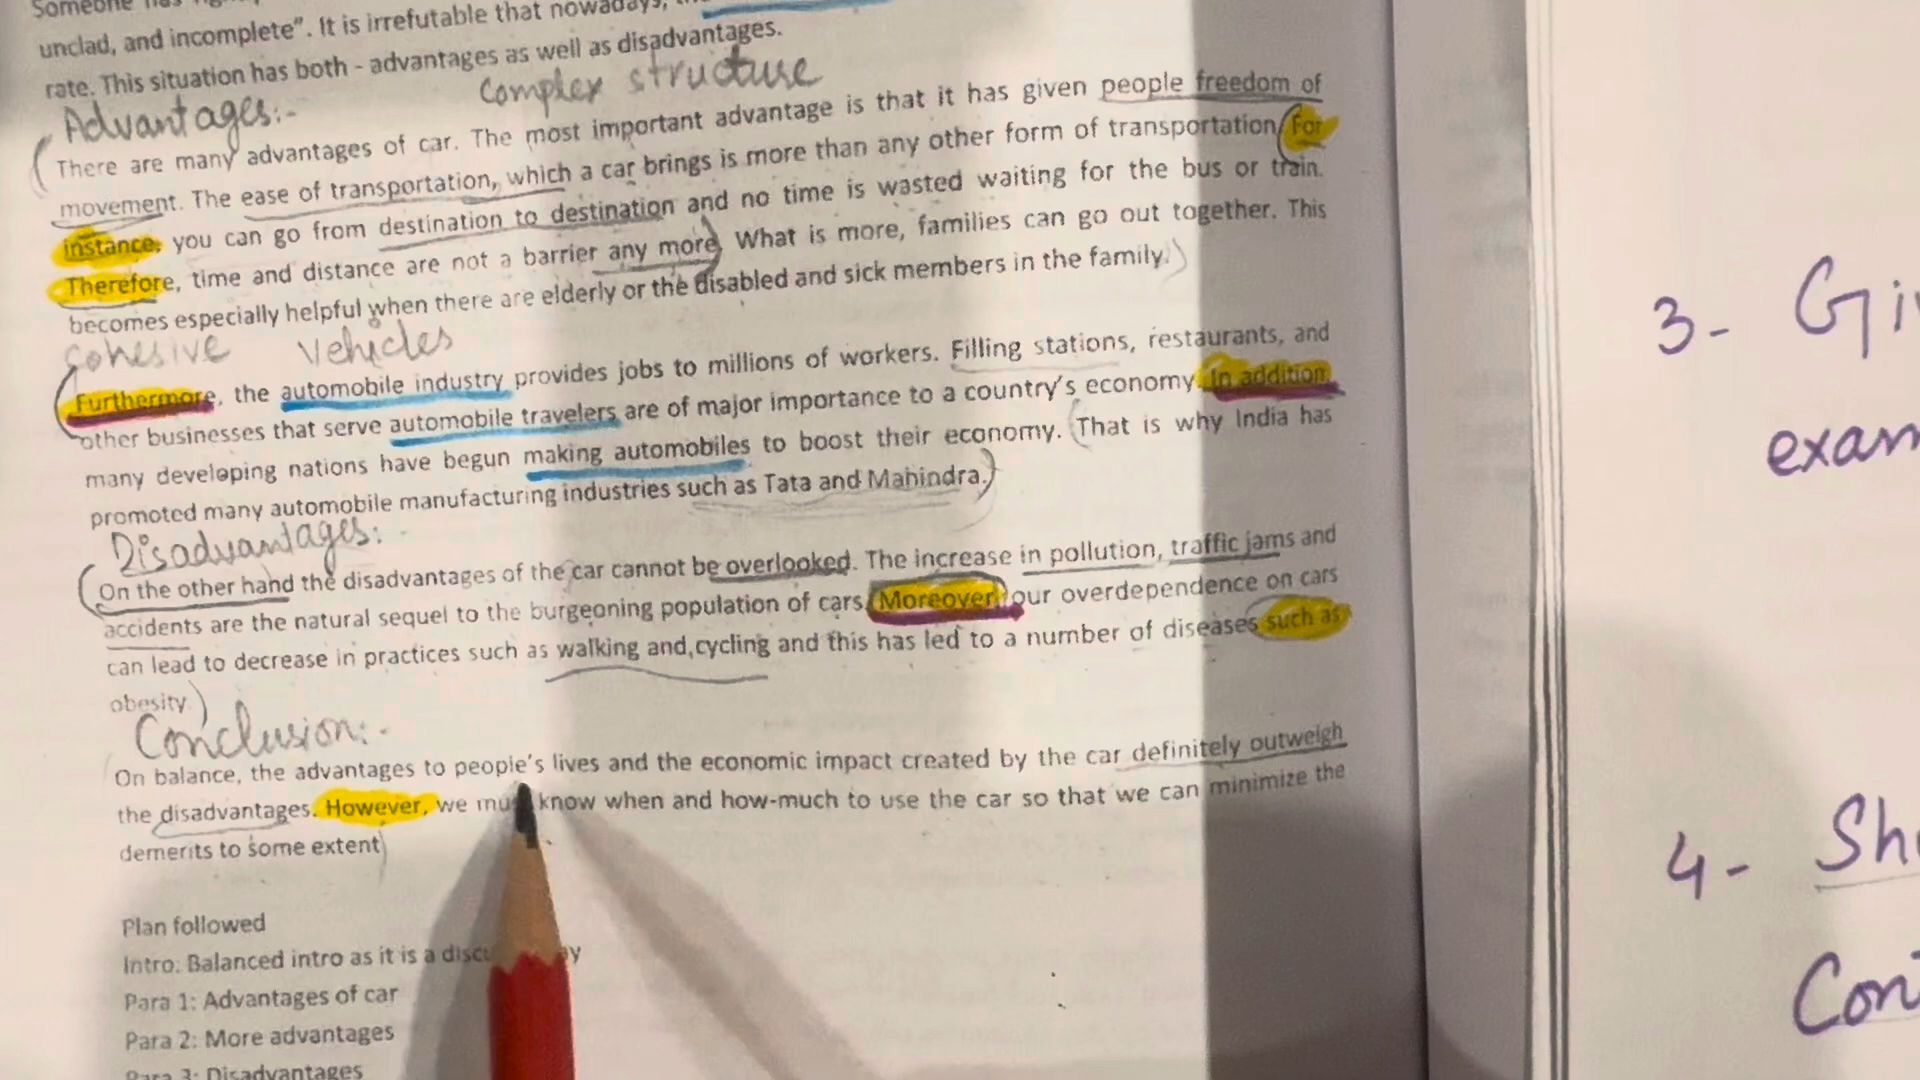 Someone has
unclad, and incomplete". It is irrefutable that nowadays,
rate. This situation has both - advantages as well as disadvantages.
Complex structure
Advantages:-
There are many advantages of car. The most important advantage is that it has given people freedom of
movement. The ease of transportation, which a car brings is more than any other form of transportation. For
instance, you can go from destination to destination and no time is wasted waiting for the bus or train.
Therefore, time and distance are not a barrier any more. What is more, families can go out together. This
becomes especially helpful when there are elderly or the disabled and sick members in the family.
Cohesive Vehicles
Furthermore, the automobile industry provides jobs to millions of workers. Filling stations, restaurants, and
other businesses that serve automobile travelers are of major importance to a country's economy. In addition
many developing nations have begun making automobiles to boost their economy. That is why India has
promoted many automobile manufacturing industries such as Tata and Mahindra.
Disadvantages:
On the other hand the disadvantages of the car cannot be overlooked. The increase in pollution, traffic jams and
accidents are the natural sequel to the burgeoning population of cars. Moreover, our overdependence on cars
can lead to decrease in practices such as walking and cycling and this has led to a number of diseases such as
obesity.
Conclusion:-
On balance, the advantages to people's lives and the economic impact created by the car definitely outweigh
the disadvantages. However, we must know when and how-much to use the car so that we can minimize the
demerits to some extent
Plan followed
Intro: Balanced intro as it is a
Para 1: Advantages of car
Para 2: More advantages
Para 3: Disadvantages
3- Gi
exam
4- Sh
Con